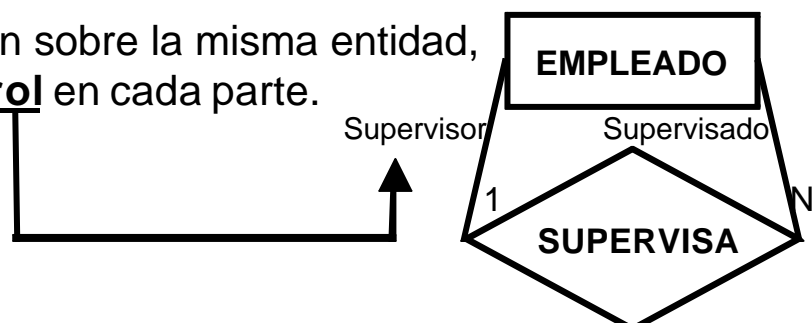 n sobre la misma entidad,
rol en cada parte.
EMPLEADO
Supervisor
Supervisado
1
N
SUPERVISA